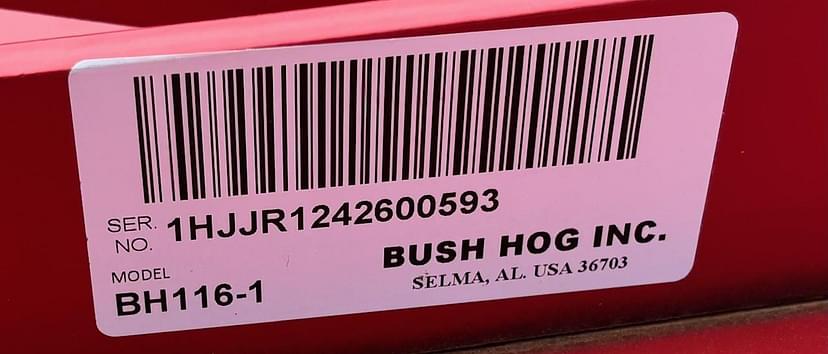 SER. NO. 1HJJR1242600593
MODEL
BH116-1
BUSH HOG INC.
SELMA, AL. USA 36703